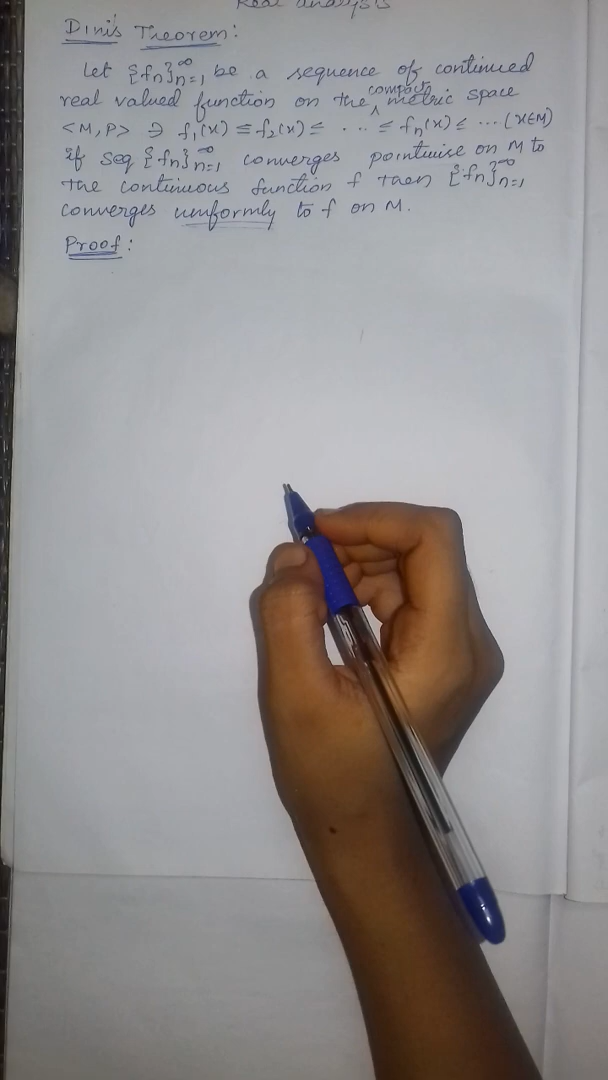 Real analysis
Dini's Theorem:
Let {fn}∞n=1 be a sequence of continued
real valued function on the compact metric space
<M,P> ∋ f1(x) ≤ f2(x) ≤ ... ≤ fn(x) ≤ ... (x∈M)
if seq {fn}∞n=1 converges pointwise on M to
the continuous function f then {fn}∞n=1
converges uniformly to f on M.
Proof: